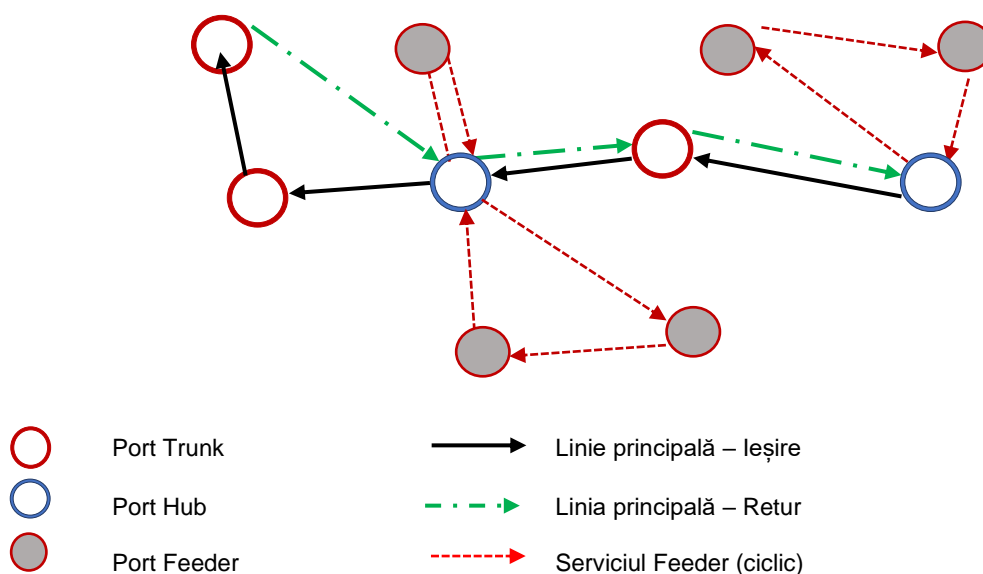 Port Trunk
Linie principală – Ieșire
Port Hub
Linia principală – Retur
Port Feeder
Serviciul Feeder (ciclic)